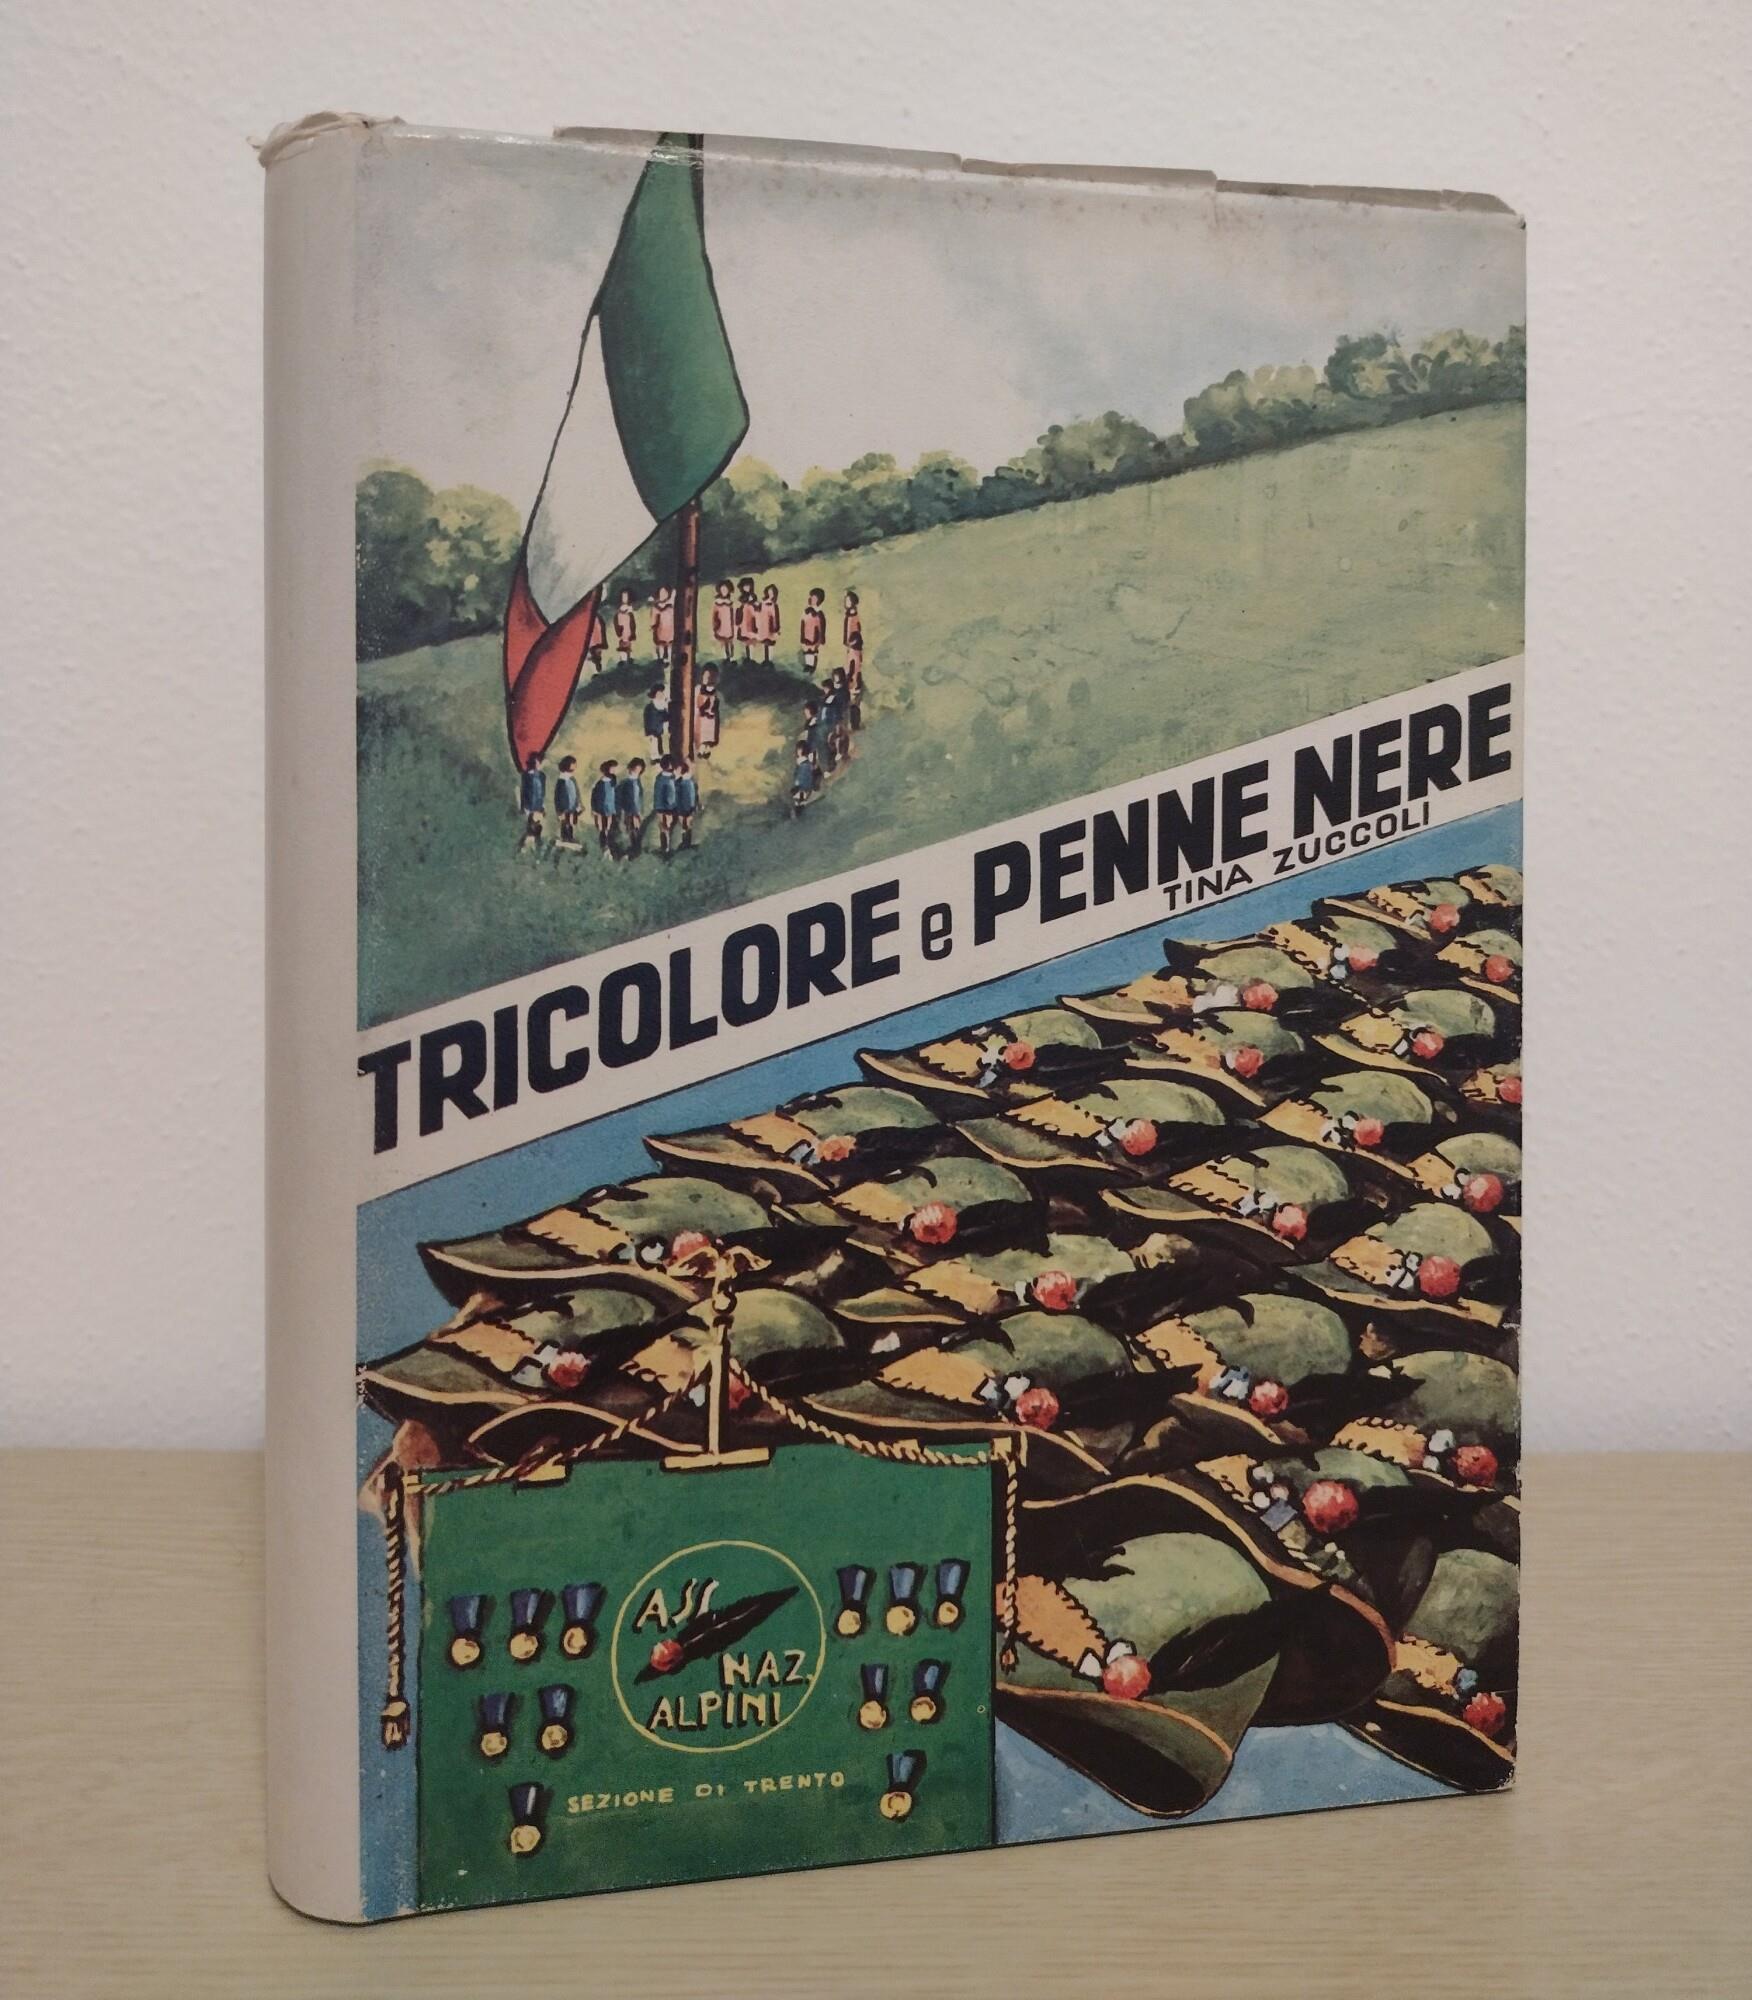 TRICOLORE e PENNE NERE
TINA ZUCCOLI
ASS.
NAZ.
ALPINI
SEZIONE DI TRENTO